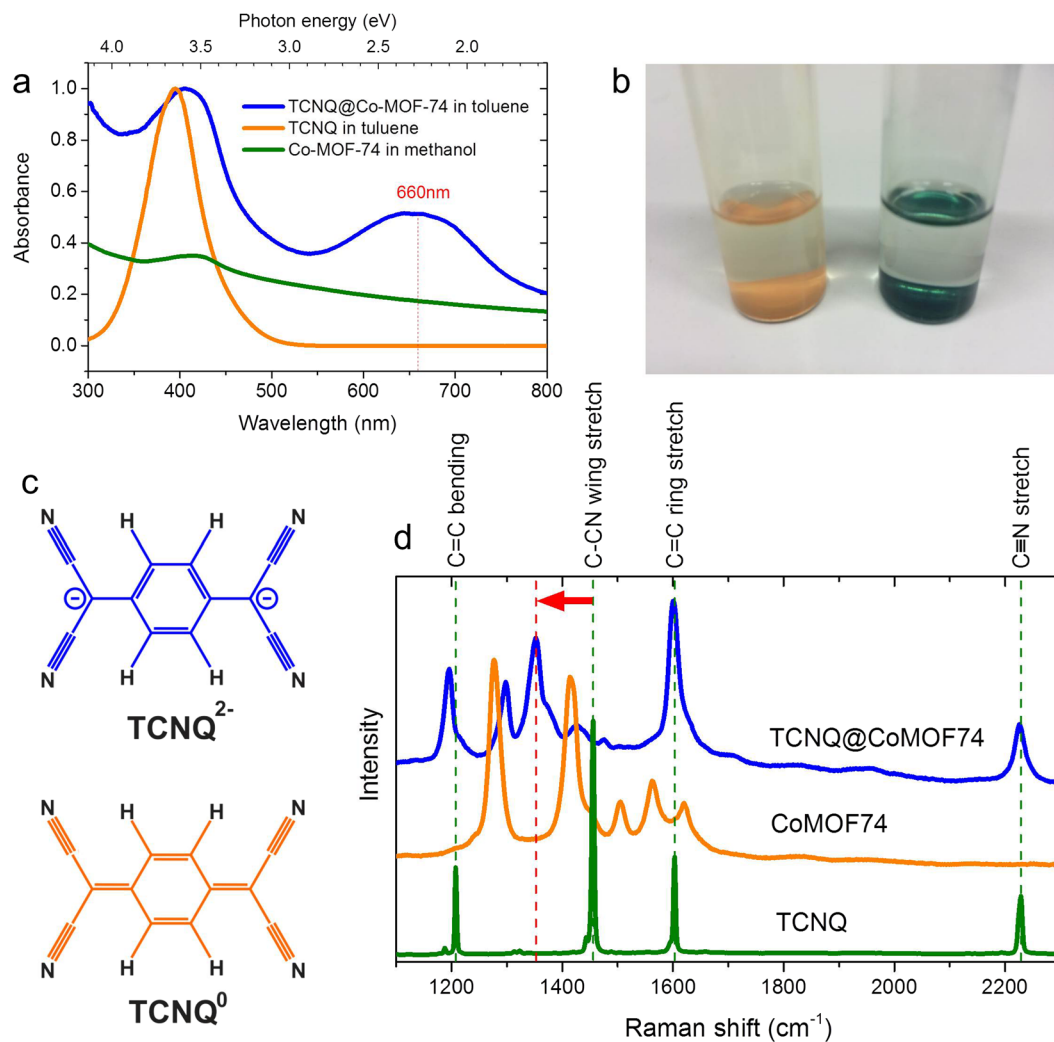 Photon energy (eV)
4.0 3.5 3.0 2.5 2.0
a
b
1.0
0.8
0.6
0.4
0.2
0.0
Absorbance
TCNQ@Co-MOF-74 in toluene
TCNQ in tuluene
Co-MOF-74 in methanol
660nm
300 400 500 600 700 800
Wavelength (nm)
c
N H H N
N H H N
TCNQ2-
N H H N
N H H N
TCNQ0
d
C=C bending
C-CN wing stretch
C=C ring stretch
C≡N stretch
Intensity
TCNQ@CoMOF74
CoMOF74
TCNQ
1200 1400 1600 1800 2000 2200
Raman shift (cm-1)